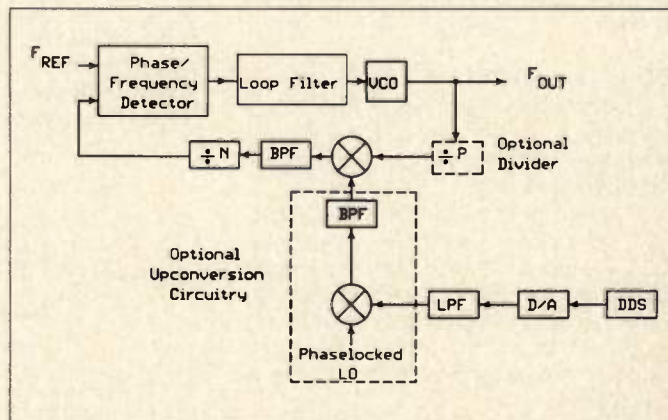 F REF
Phase/
Frequency
Detector
Loop Filter
VCO
F OUT
÷ N
BPF
÷ P
Optional
Divider
BPF
Optional
Upconversion
Circuitry
LPF
D/A
DDS
Phaselocked
LO